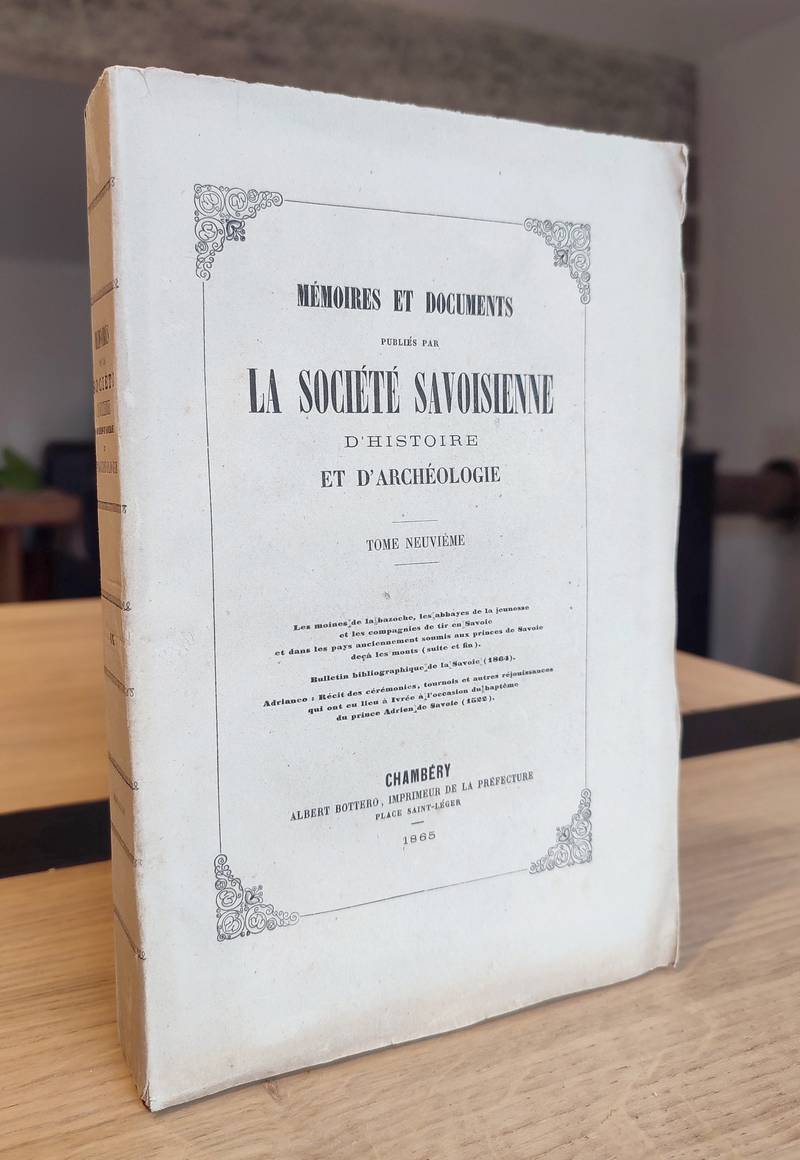 MÉMOIRES ET DOCUMENTS
PUBLIÉS PAR
LA SOCIÉTÉ SAVOISIENNE
D'HISTOIRE
ET D'ARCHÉOLOGIE
TOME NEUVIÈME
Les moines de la bazoche, les abbayes de la jeunesse
et les compagnies de tir en Savoie
et dans les pays anciennement soumis aux princes de Savoie
deçà les monts (suite et fin).
Bulletin bibliographique de la Savoie (1864).
Adrianeo : Récit des cérémonies, tournois et autres réjouissances
qui ont eu lieu à Ivrée à l'occasion du baptême
du prince Adrien de Savoie (1522).
CHAMBÉRY
ALBERT BOTTERO, IMPRIMEUR DE LA PRÉFECTURE
PLACE SAINT-LÉGER
1865
MÉMOIRES
SOCIÉTÉ